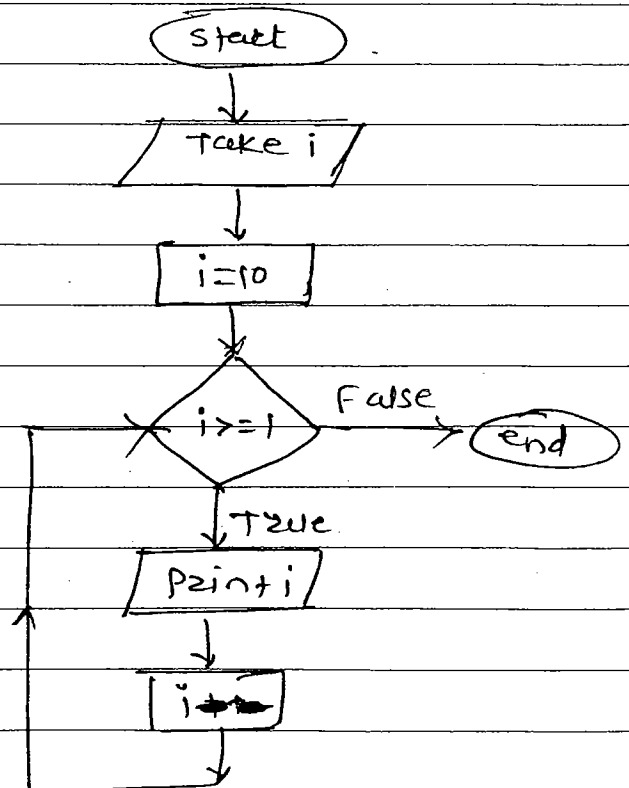 start
Take i
i=10
i>=1
False
end
True
Print i
i